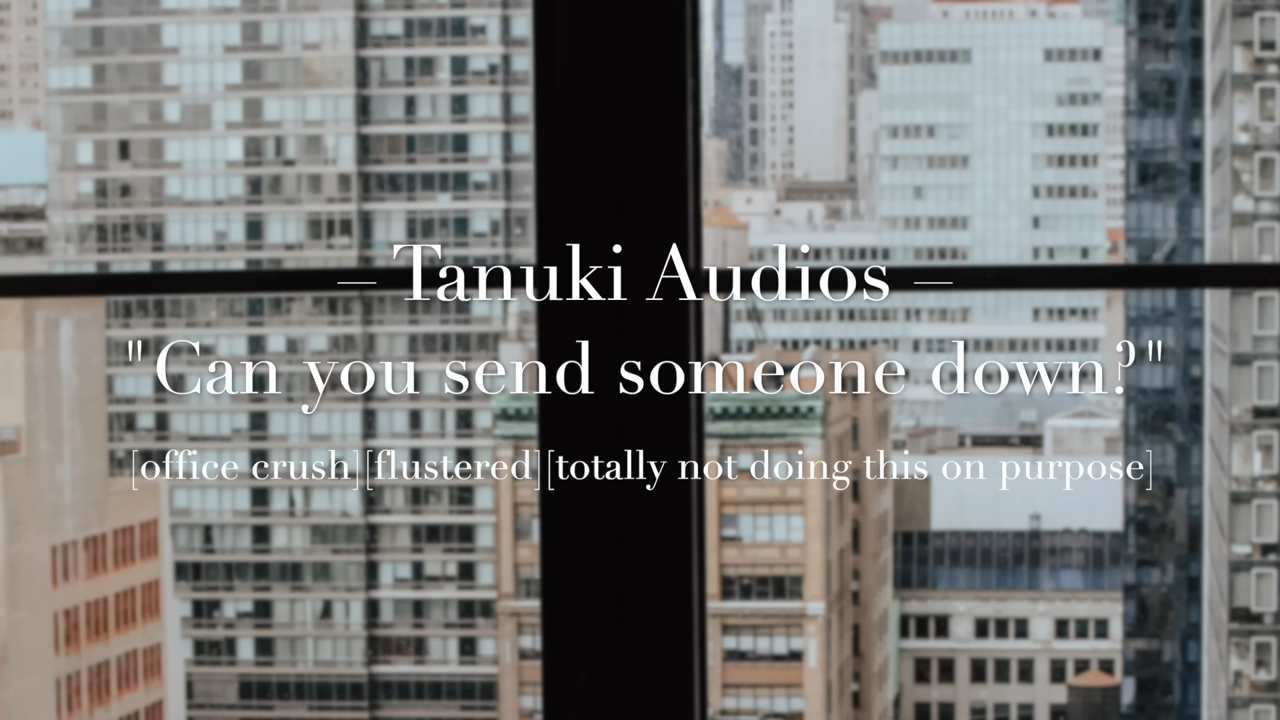 — Tanuki Audios —
"Can you send someone down?"
[office crush][flustered][totally not doing this on purpose]